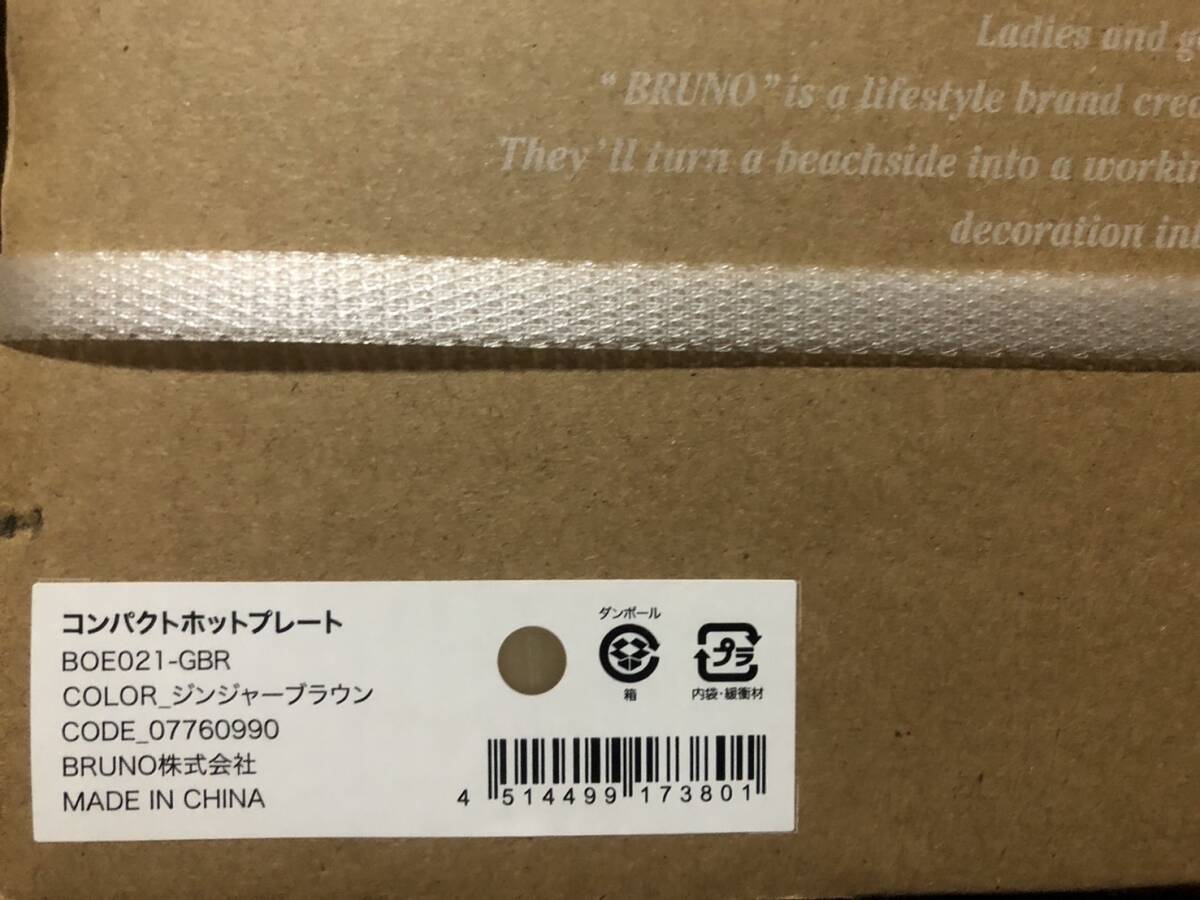 Ladies and
“BRUNO” is a lifestyle brand
They’ll turn a beachside into a
decoration
コンパクトホットプレート
BOE021-GBR
COLOR_ジンジャーブラウン
CODE_07760990
BRUNO株式会社
MADE IN CHINA
ダンボール
箱
プラ
内袋・緩衝材
4 514499 173801